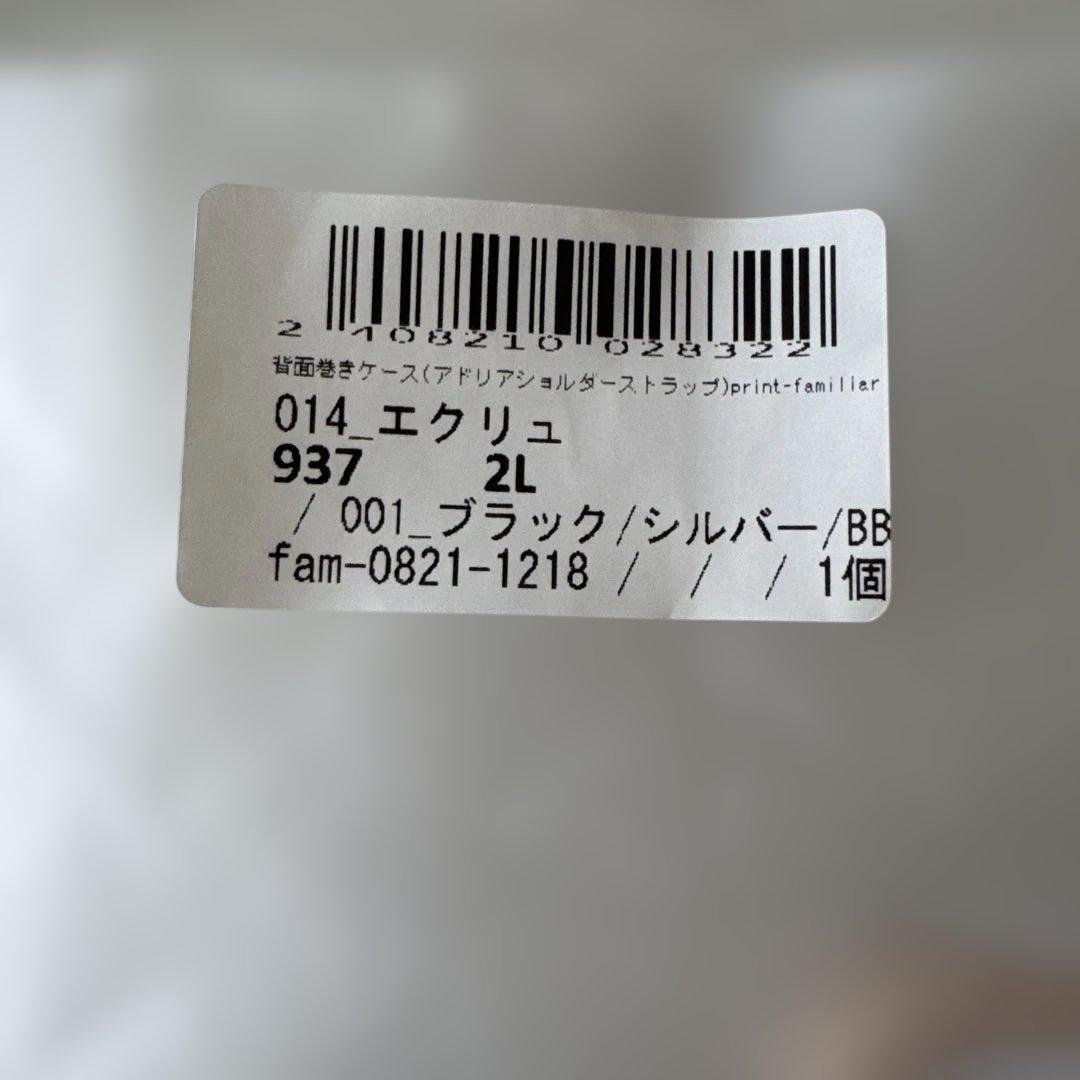 2 408210 028322
背面巻きケース(アドリアショルダーストラップ)print-familiar
014_エクリュ
937 2L
/ 001_ブラック/シルバー/BB
fam-0821-1218 / / / 1個